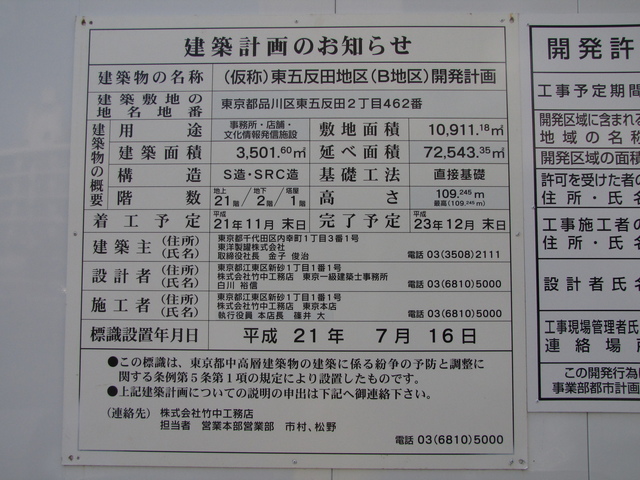 建築計画のお知らせ
建築物の名称 (仮称)東五反田地区(B地区)開発計画
建築敷地の地名地番 東京都品川区東五反田2丁目462番
建築物の概要
用途 事務所・店舗・文化情報発信施設 敷地面積 10,911.18㎡
建築面積 3,501.60㎡ 延べ面積 72,543.35㎡
構造 S造・SRC造 基礎工法 直接基礎
階数 地上21階/地下2階/塔屋1階 高さ 109.245m 最高(109.245m)
着工予定 平成21年11月末日 完了予定 平成23年12月末日
建築主(住所)(氏名) 東京都千代田区内幸町1丁目3番1号
東洋製罐株式会社
取締役社長 金子 俊治 電話 03(3508)2111
設計者(住所)(氏名) 東京都江東区新砂1丁目1番1号
株式会社竹中工務店 東京一級建築士事務所
白川 裕信 電話 03(6810)5000
施工者(住所)(氏名) 東京都江東区新砂1丁目1番1号
株式会社竹中工務店 東京本店
執行役員 本店長 篠井 大 電話 03(6810)5000
標識設置年月日 平成 21年 7月 16日
●この標識は、東京都中高層建築物の建築に係る紛争の予防と調整に
関する条例第5条第1項の規定により設置したものです。
●上記建築計画についての説明の申出は下記へ御連絡下さい。
(連絡先) 株式会社竹中工務店
担当者 営業本部営業部 市村、松野
電話 03(6810)5000
開発許
工事予定期間
開発区域に含まれる
地域の名称
開発区域の面積
許可を受けた者の
住所・氏名
工事施工者の
住所・氏名
設計者氏名
工事現場管理者氏
連絡場所
この開発行為に
事業部都市計画